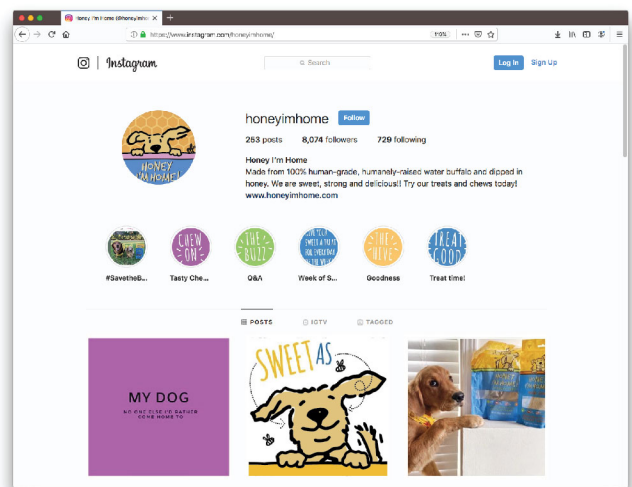 Honey I'm Home (@honeyimho
https://www.instagram.com/honeyimhome/
110%
Instagram
Search
Log In
Sign Up
honeyimhome
Follow
253 posts
8,074 followers
729 following
Honey I'm Home
Made from 100% human-grade, humanely-raised water buffalo and dipped in
honey. We are sweet, strong and delicious!! Try our treats and chews today!
www.honeyimhome.com
HONEY
I'M HOME!
CHEW
ON
THE
BUZZ
THE
HIVE
TREAT
GOOD
#SavetheB...
Tasty Che...
Q&A
Week of S...
Goodness
Treat time!
POSTS
IGTV
TAGGED
MY DOG
NO ONE ELSE I'D RATHER
COME HOME TO
SWEET AS
HONEY
I'M HOME!